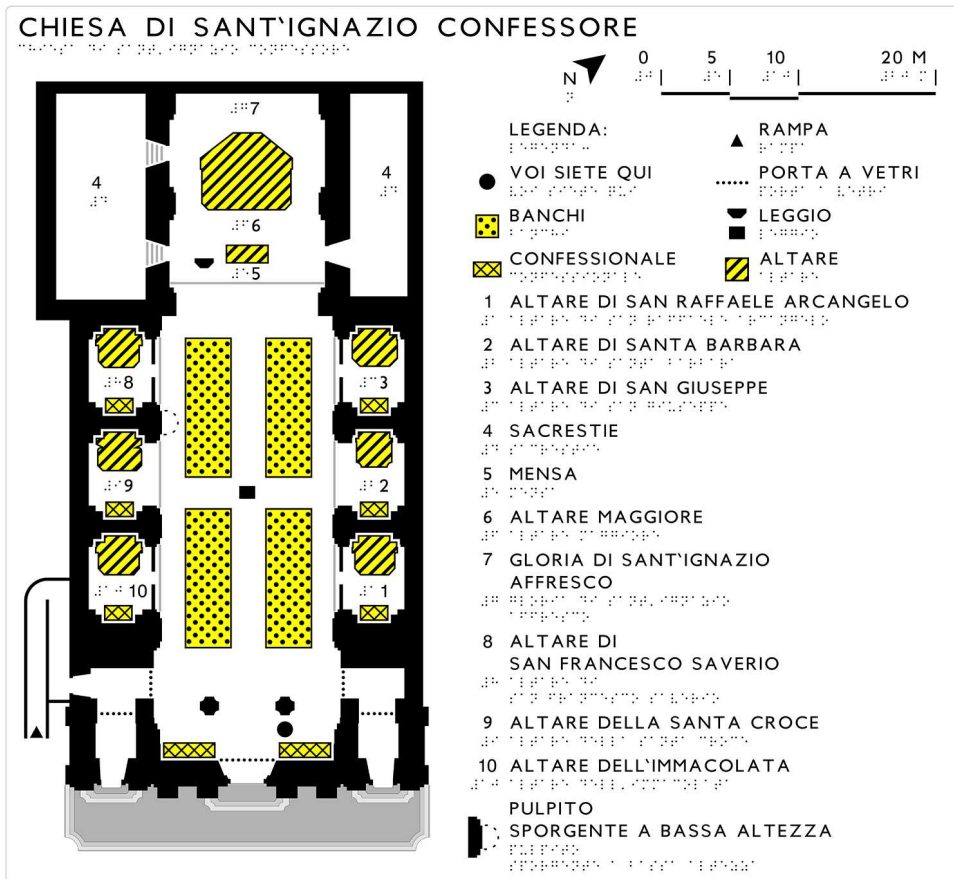 CHIESA DI SANT'IGNAZIO CONFESSORE
N
0 5 10 20 M
LEGENDA:
VOI SIETE QUI
BANCHI
CONFESSIONALE
RAMPA
PORTA A VETRI
LEGGIO
ALTARE
1 ALTARE DI SAN RAFFAELE ARCANGELO
2 ALTARE DI SANTA BARBARA
3 ALTARE DI SAN GIUSEPPE
4 SACRESTIE
5 MENSA
6 ALTARE MAGGIORE
7 GLORIA DI SANT'IGNAZIO
AFFRESCO
8 ALTARE DI
SAN FRANCESCO SAVERIO
9 ALTARE DELLA SANTA CROCE
10 ALTARE DELL'IMMACOLATA
PULPITO
SPORGENTE A BASSA ALTEZZA
7
4 4
6
5
8 3
9 2
10 1